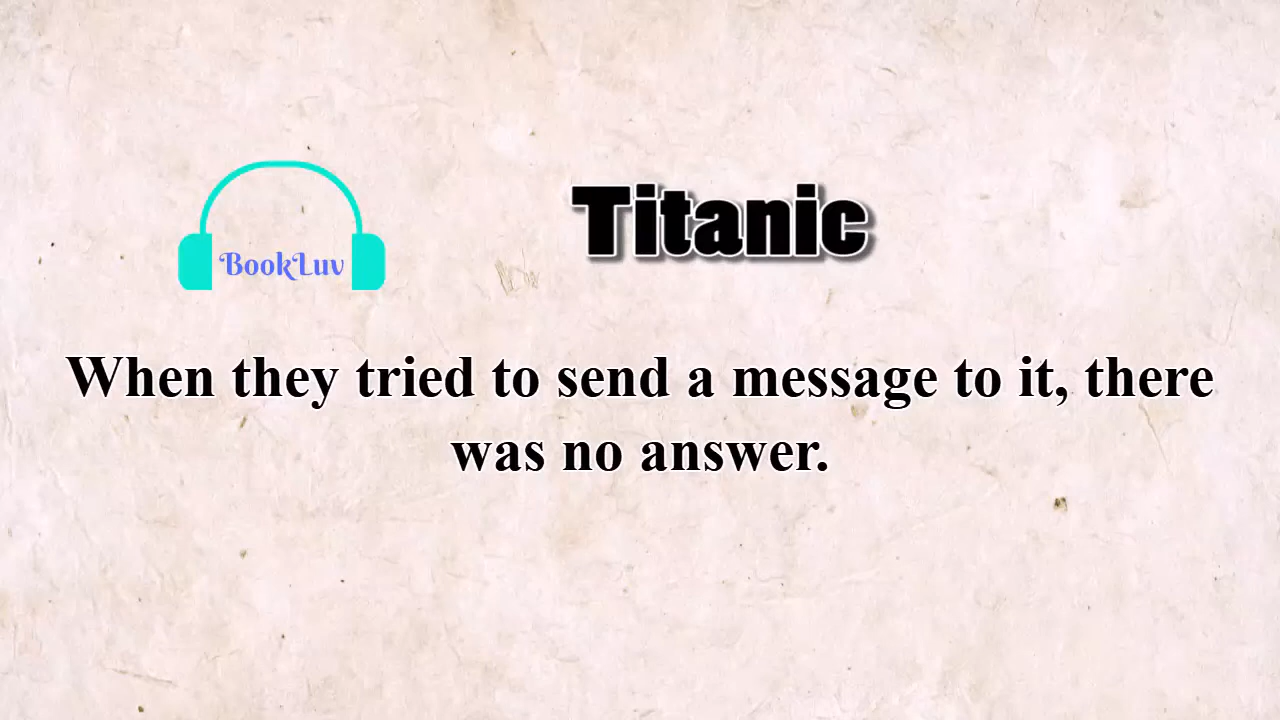 Titanic
BookLuv
When they tried to send a message to it, there
was no answer.